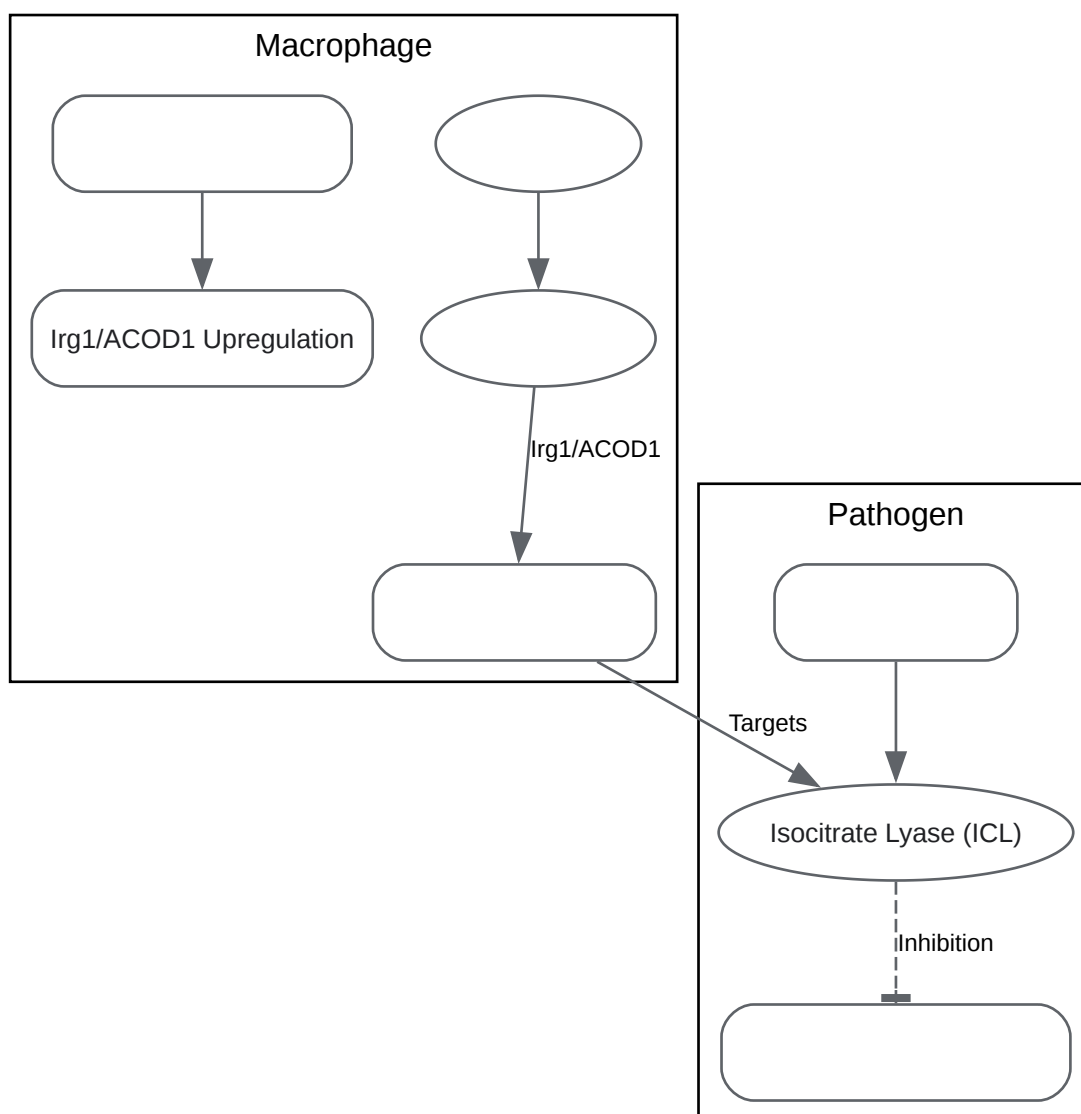 Macrophage
Irg1/ACOD1 Upregulation
Irg1/ACOD1
Pathogen
Targets
Isocitrate Lyase (ICL)
Inhibition